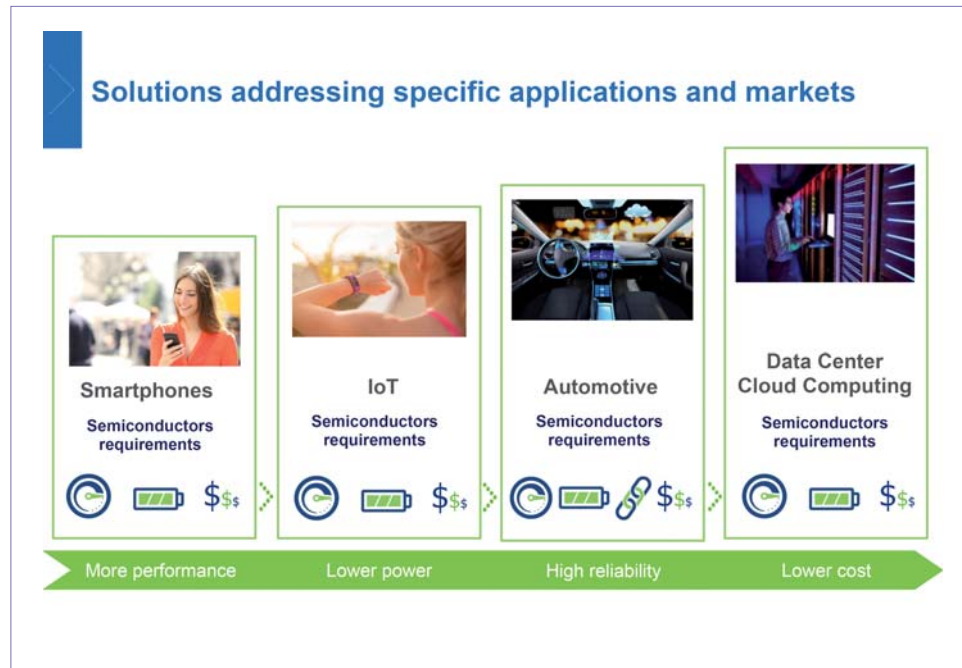 Solutions addressing specific applications and markets
Smartphones
Semiconductors
requirements
$$$
IoT
Semiconductors
requirements
$$$
Automotive
Semiconductors
requirements
$$$
Data Center
Cloud Computing
Semiconductors
requirements
$$$
More performance
Lower power
High reliability
Lower cost